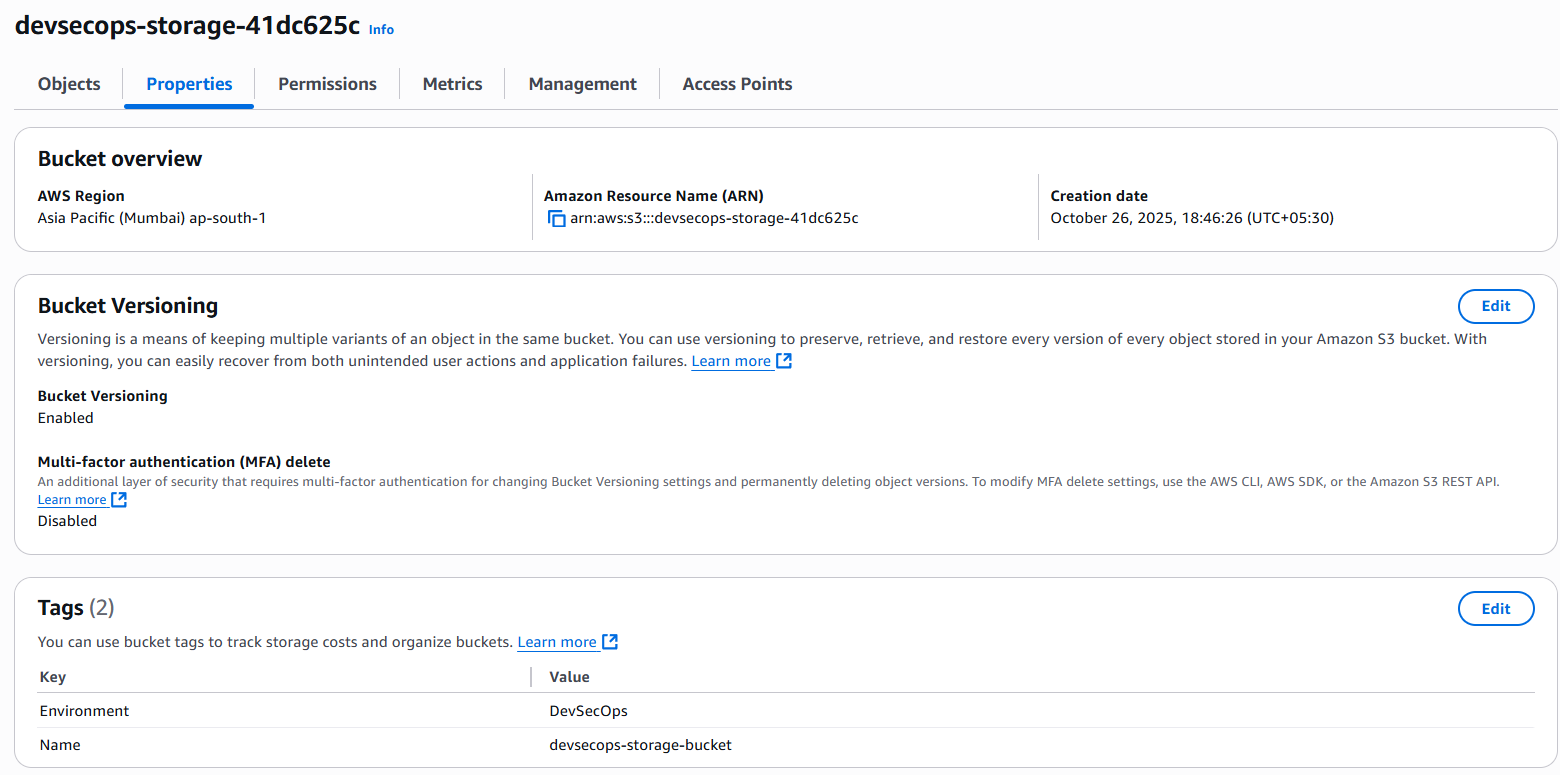 devsecops-storage-41dc625c Info
Objects Properties Permissions Metrics Management Access Points
Bucket overview
AWS Region
Asia Pacific (Mumbai) ap-south-1
Amazon Resource Name (ARN)
arn:aws:s3:::devsecops-storage-41dc625c
Creation date
October 26, 2025, 18:46:26 (UTC+05:30)
Bucket Versioning
Edit
Versioning is a means of keeping multiple variants of an object in the same bucket. You can use versioning to preserve, retrieve, and restore every version of every object stored in your Amazon S3 bucket. With
versioning, you can easily recover from both unintended user actions and application failures. Learn more
Bucket Versioning
Enabled
Multi-factor authentication (MFA) delete
An additional layer of security that requires multi-factor authentication for changing Bucket Versioning settings and permanently deleting object versions. To modify MFA delete settings, use the AWS CLI, AWS SDK, or the Amazon S3 REST API.
Learn more
Disabled
Tags (2)
Edit
You can use bucket tags to track storage costs and organize buckets. Learn more
Key Value
Environment DevSecOps
Name devsecops-storage-bucket